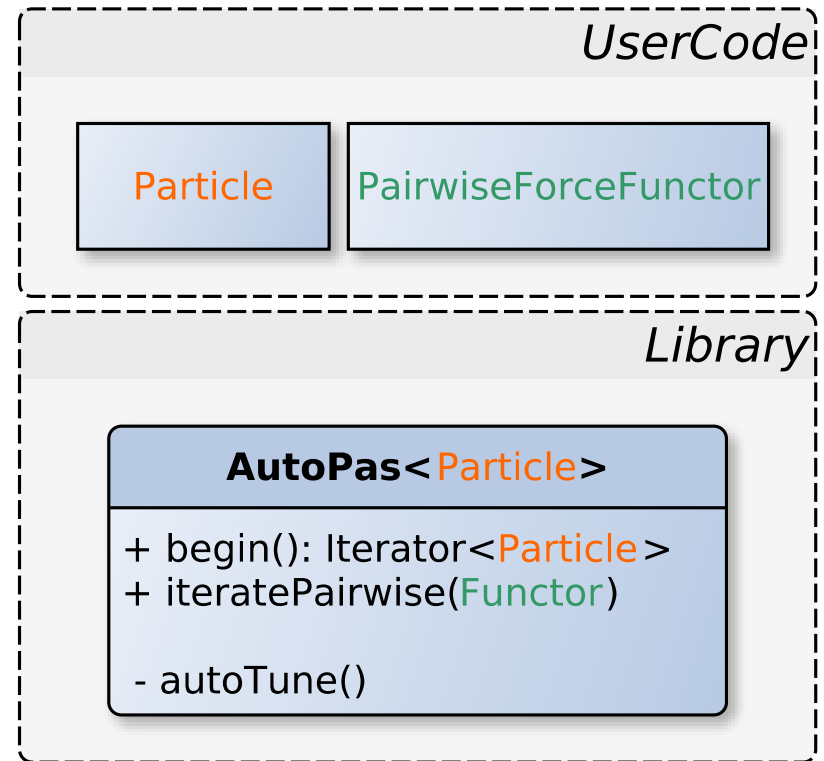 UserCode
Particle
PairwiseForceFunctor
Library
AutoPas<Particle>
+ begin(): Iterator<Particle>
+ iteratePairwise(Functor)
- autoTune()